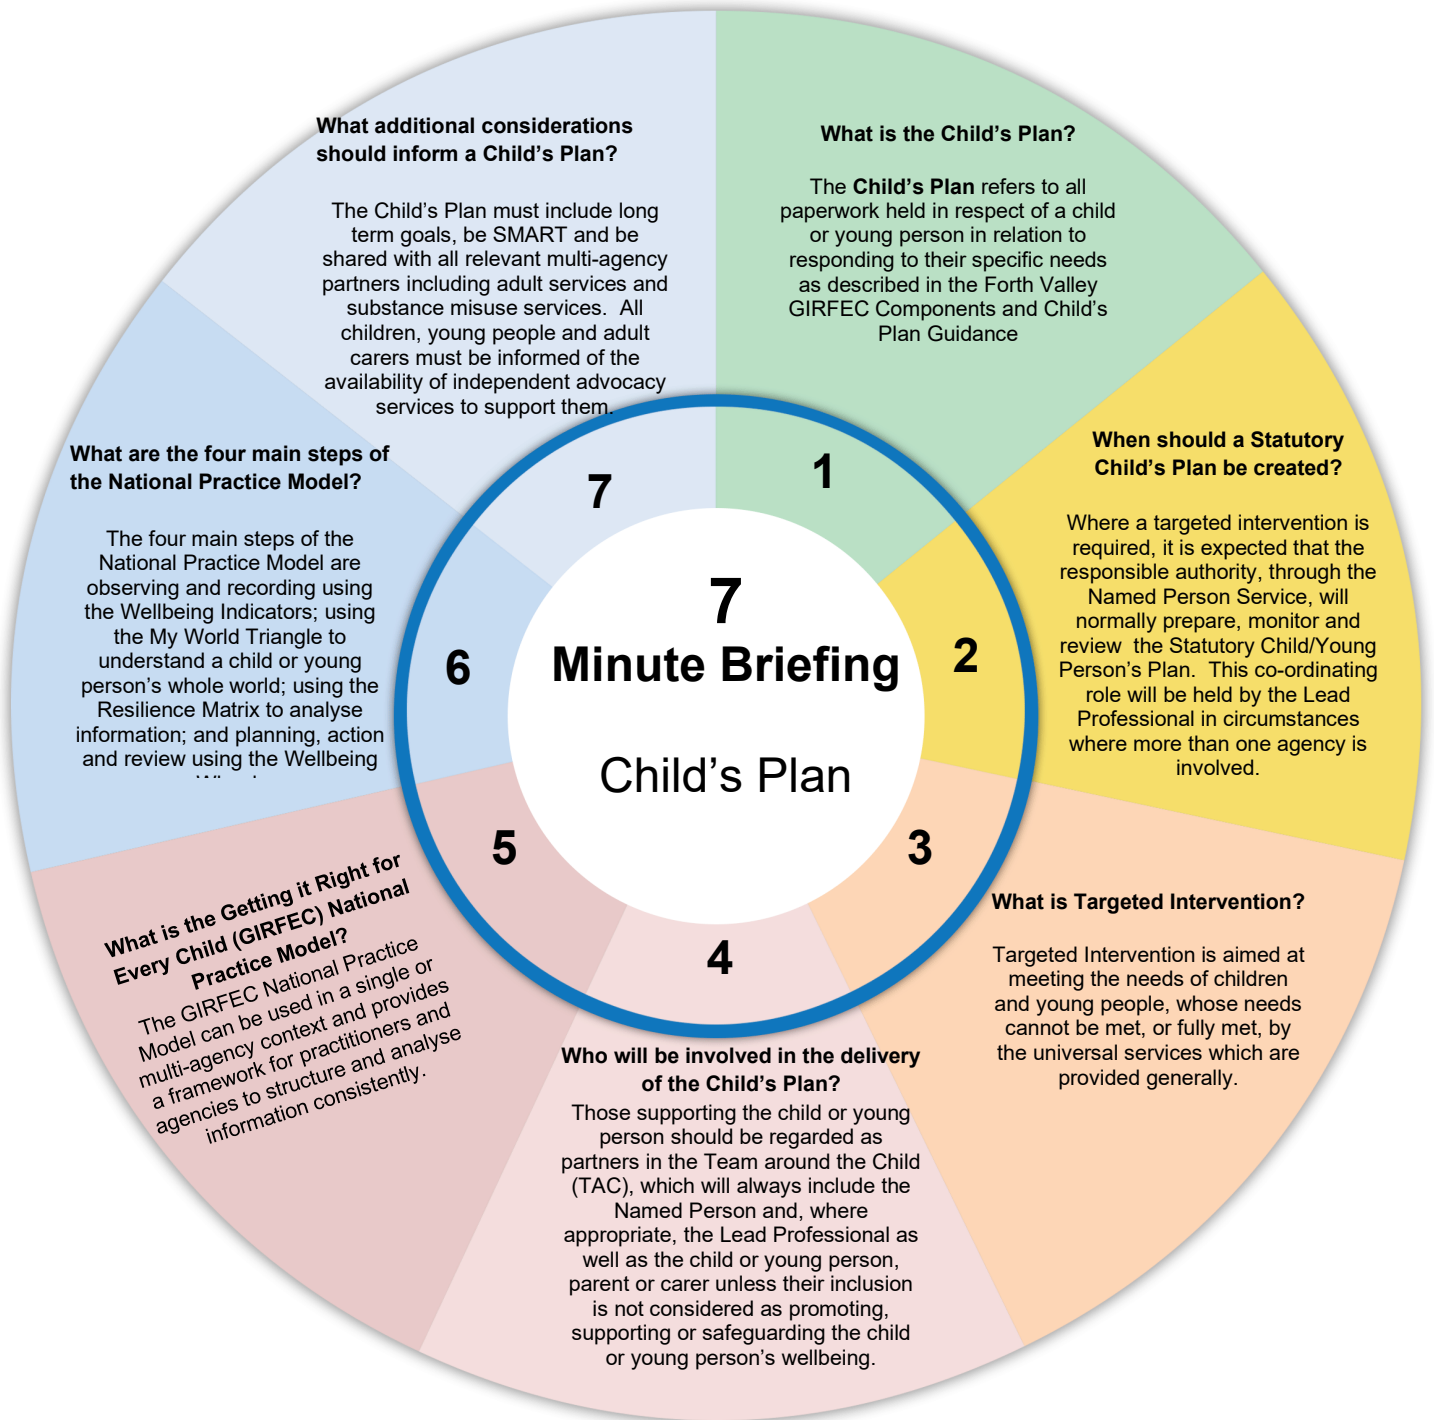 7
Minute Briefing
Child's Plan
1
What is the Child's Plan?
The Child's Plan refers to all
paperwork held in respect of a child
or young person in relation to
responding to their specific needs
as described in the Forth Valley
GIRFEC Components and Child's
Plan Guidance
2
When should a Statutory
Child's Plan be created?
Where a targeted intervention is
required, it is expected that the
responsible authority, through the
Named Person Service, will
normally prepare, monitor and
review the Statutory Child/Young
Person's Plan. This co-ordinating
role will be held by the Lead
Professional in circumstances
where more than one agency is
involved.
3
What is Targeted Intervention?
Targeted Intervention is aimed at
meeting the needs of children
and young people, whose needs
cannot be met, or fully met, by
the universal services which are
provided generally.
4
Who will be involved in the delivery
of the Child's Plan?
Those supporting the child or young
person should be regarded as
partners in the Team around the Child
(TAC), which will always include the
Named Person and, where
appropriate, the Lead Professional as
well as the child or young person,
parent or carer unless their inclusion
is not considered as promoting,
supporting or safeguarding the child
or young person's wellbeing.
5
What is the Getting it Right for
Every Child (GIRFEC) National
Practice Model?
The GIRFEC National Practice
Model can be used in a single or
multi-agency context and provides
a framework for practitioners and
agencies to structure and analyse
information consistently.
6
What are the four main steps of
the National Practice Model?
The four main steps of the
National Practice Model are
observing and recording using
the Wellbeing Indicators; using
the My World Triangle to
understand a child or young
person's whole world; using the
Resilience Matrix to analyse
information; and planning, action
and review using the Wellbeing
7
What additional considerations
should inform a Child's Plan?
The Child's Plan must include long
term goals, be SMART and be
shared with all relevant multi-agency
partners including adult services and
substance misuse services. All
children, young people and adult
carers must be informed of the
availability of independent advocacy
services to support them.